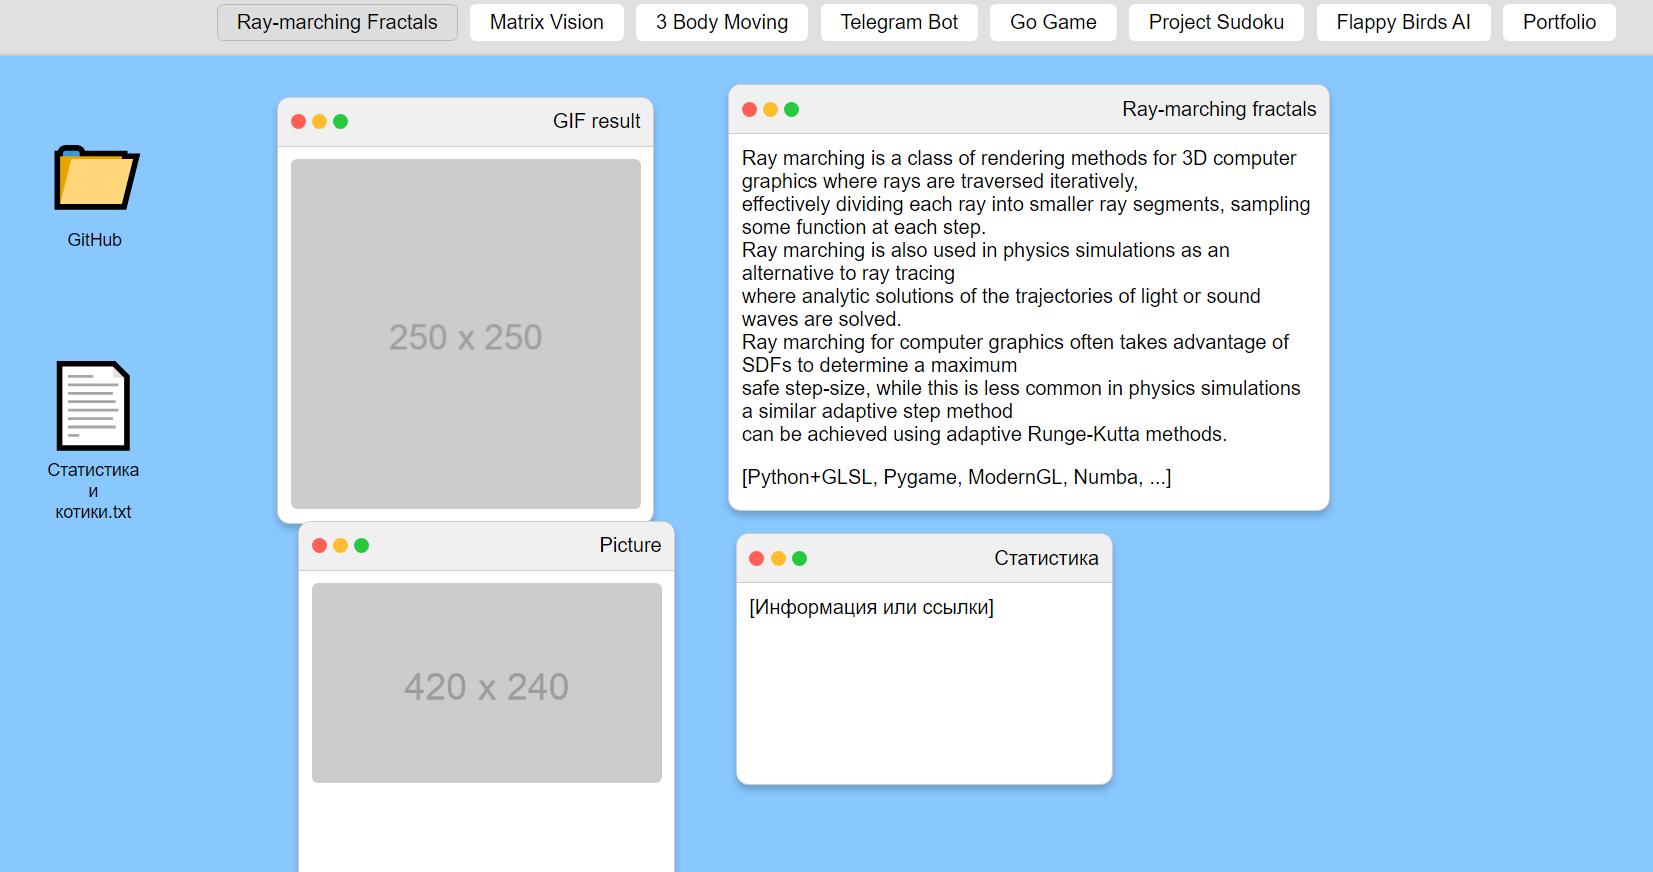 Ray-marching Fractals
Matrix Vision
3 Body Moving
Telegram Bot
Go Game
Project Sudoku
Flappy Birds AI
Portfolio
GitHub
Статистика
и
котики.txt
GIF result
250 x 250
Picture
420 x 240
Ray-marching fractals
Ray marching is a class of rendering methods for 3D computer
graphics where rays are traversed iteratively,
effectively dividing each ray into smaller ray segments, sampling
some function at each step.
Ray marching is also used in physics simulations as an
alternative to ray tracing
where analytic solutions of the trajectories of light or sound
waves are solved.
Ray marching for computer graphics often takes advantage of
SDFs to determine a maximum
safe step-size, while this is less common in physics simulations
a similar adaptive step method
can be achieved using adaptive Runge-Kutta methods.
[Python+GLSL, Pygame, ModernGL, Numba, ...]
Статистика
[Информация или ссылки]